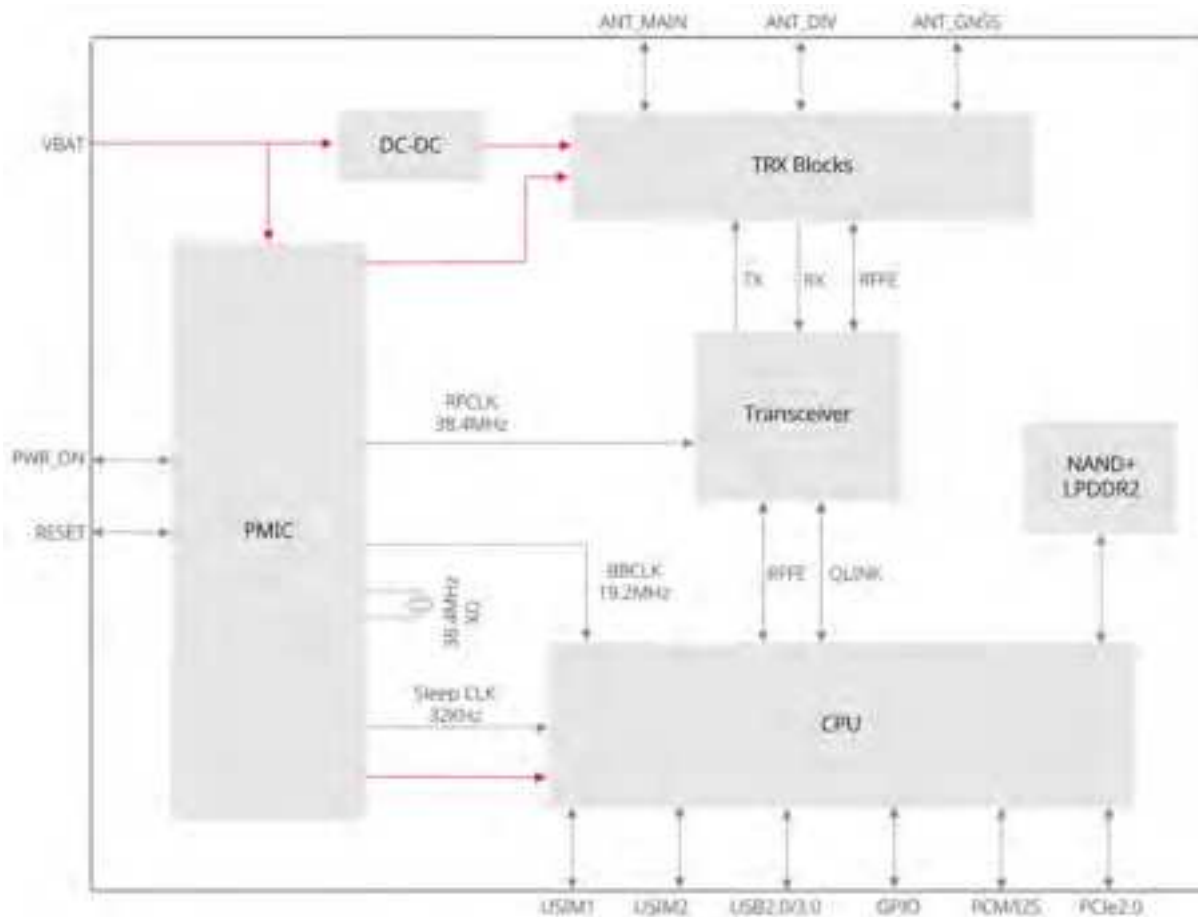 ANT_MAIN
ANT_DIV
ANT_GNSS
VBAT
DC-DC
TRX Blocks
TX
RX
RFFE
RFCLK
38.4MHz
Transceiver
NAND+
LPDDR2
PWR_ON
RESET
PMIC
BBCLK
19.2MHz
RFFE
QLINK
38.4MHz
XO
Sleep CLK
32KHz
CPU
USIM1
USIM2
USB2.0/3.0
GPIO
PCM/I2S
PCIe2.0